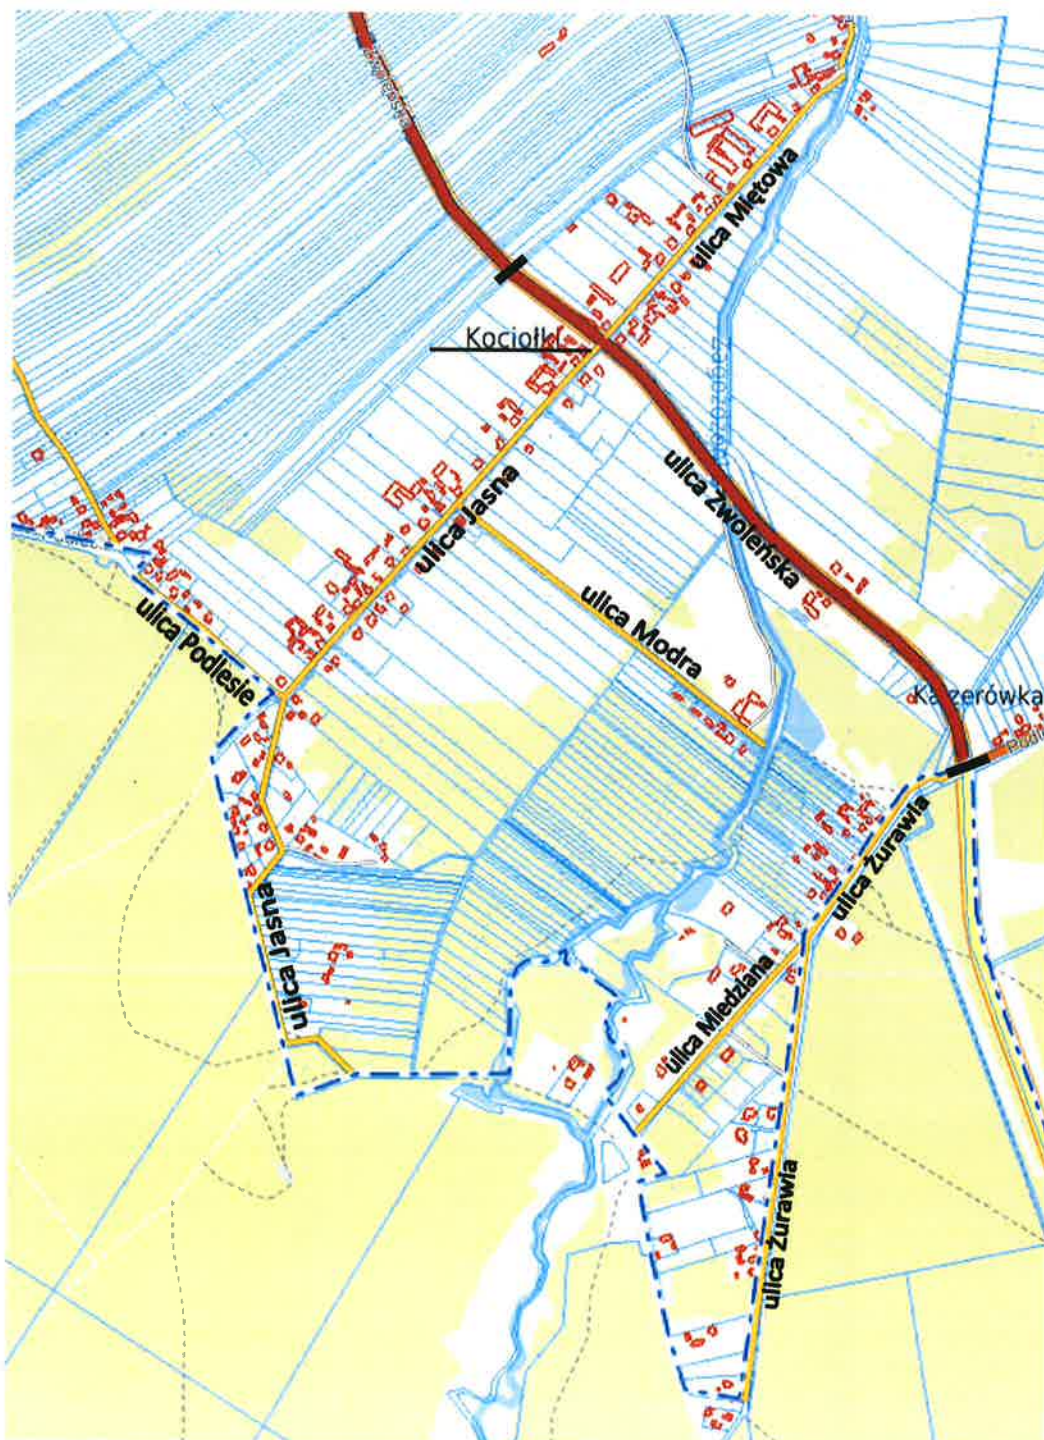 ulica Miętowa
Kociołki
ulica Jasna
ulica Zwoleńska
ulica Modra
ulica Podlesie
Kajzerówka
ulica Żurawia
ulica Jasna
ulica Miedziana
ulica Żurawia